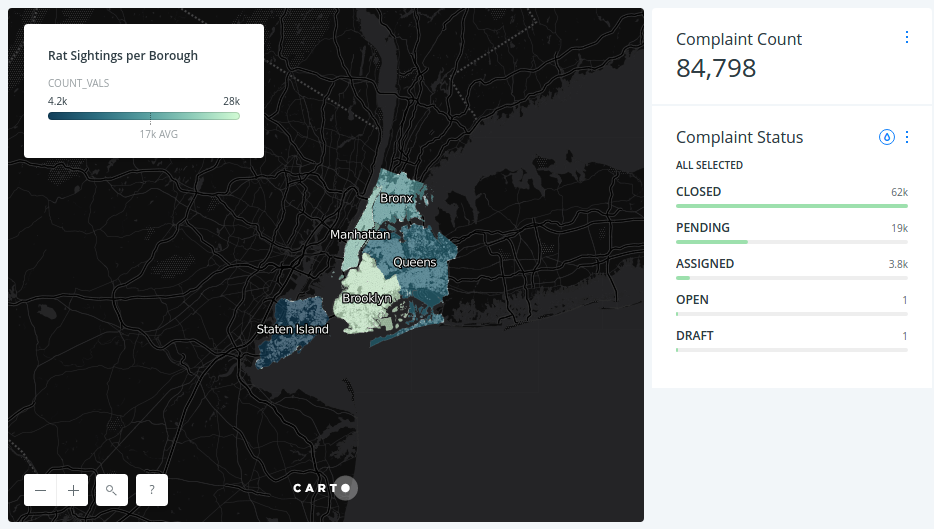 Rat Sightings per Borough
COUNT_VALS
4.2k 28k
17k AVG
Bronx
Manhattan
Queens
Brooklyn
Staten Island
?
CARTO
Complaint Count
84,798
Complaint Status
ALL SELECTED
CLOSED 62k
PENDING 19k
ASSIGNED 3.8k
OPEN 1
DRAFT 1